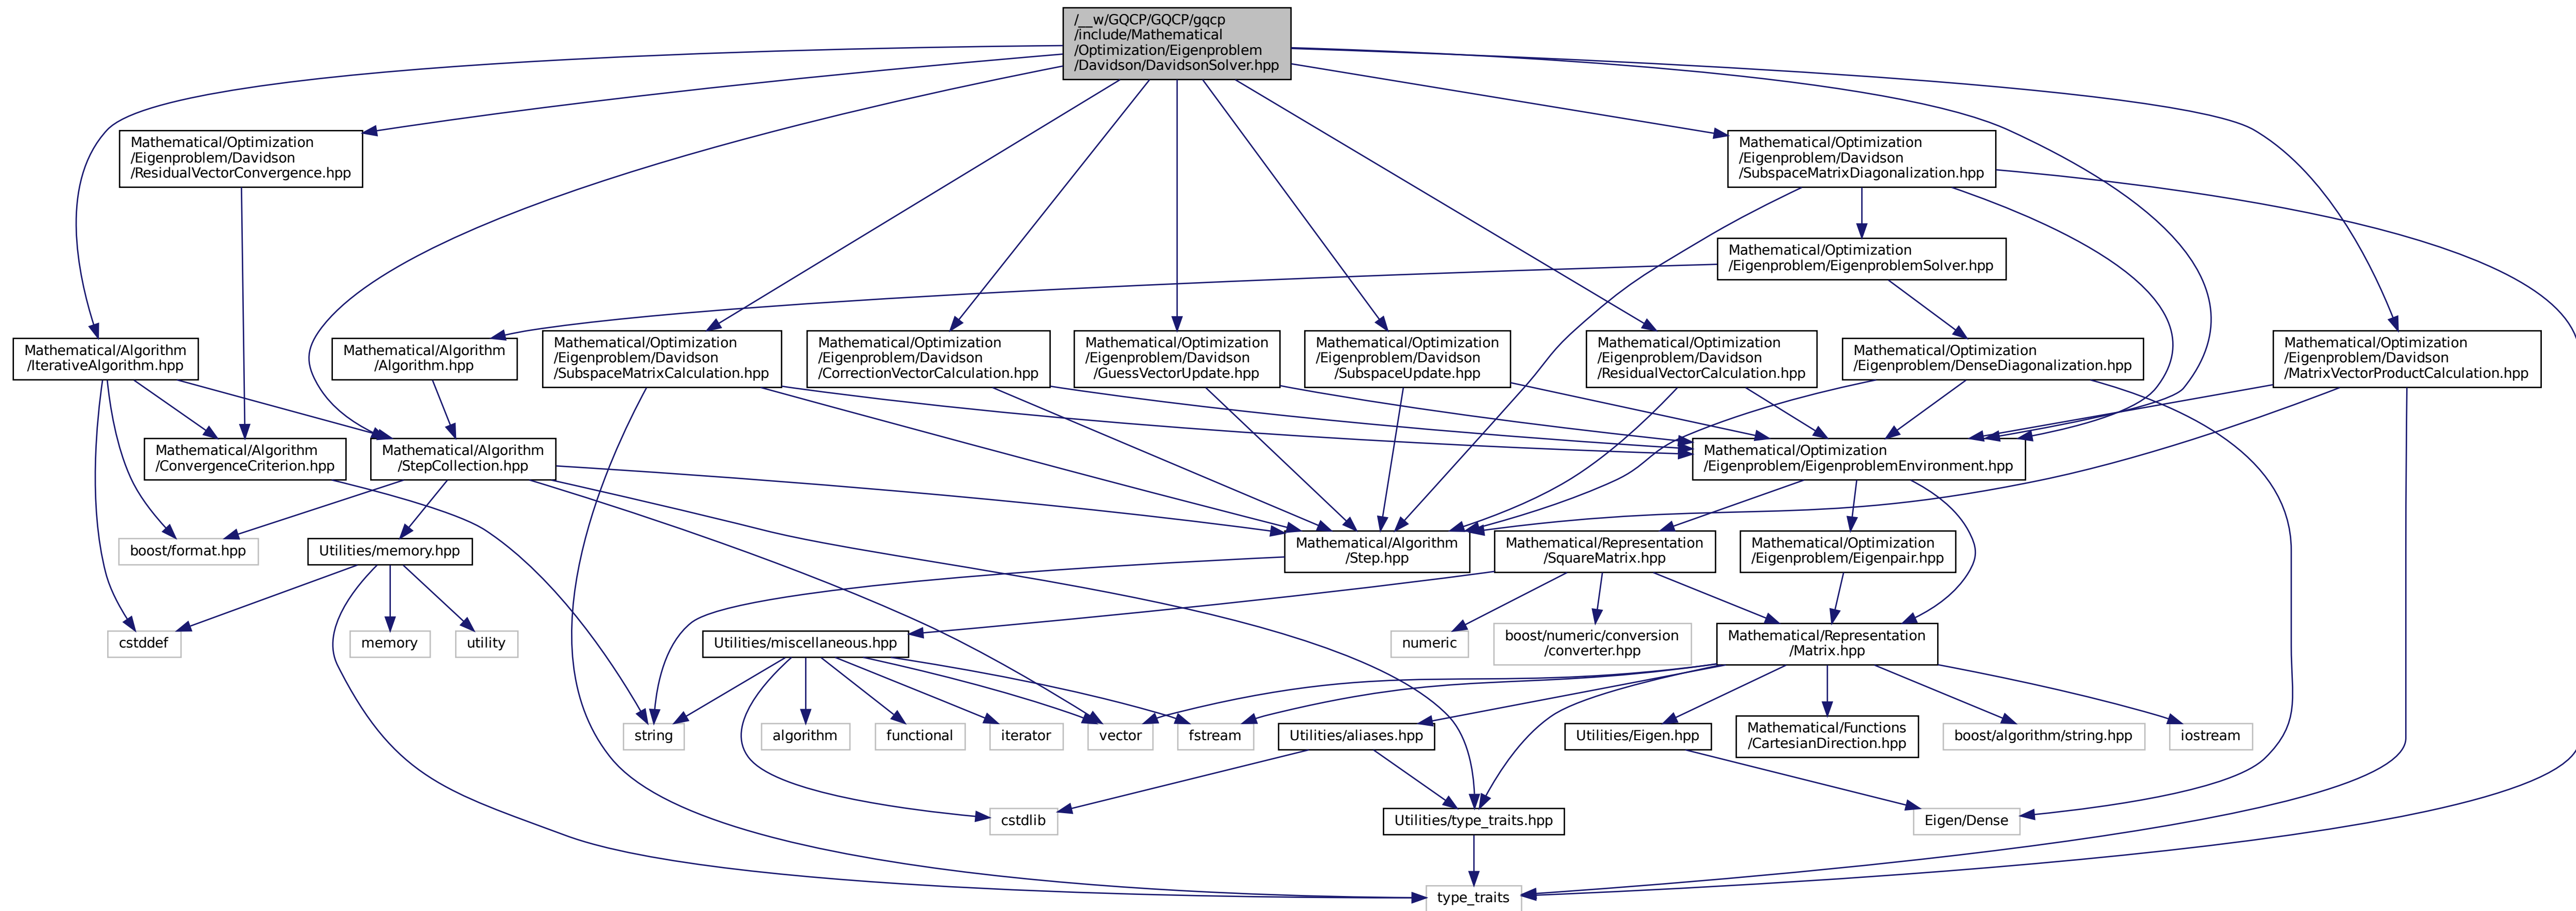 /__w/GQCP/GQCP/gqcp
/include/Mathematical
/Optimization/Eigenproblem
/Davidson/DavidsonSolver.hpp
Mathematical/Optimization
/Eigenproblem/Davidson
/ResidualVectorConvergence.hpp
Mathematical/Optimization
/Eigenproblem/Davidson
/SubspaceMatrixDiagonalization.hpp
Mathematical/Optimization
/Eigenproblem/EigenproblemSolver.hpp
Mathematical/Algorithm
/IterativeAlgorithm.hpp
Mathematical/Algorithm
/Algorithm.hpp
Mathematical/Optimization
/Eigenproblem/Davidson
/SubspaceMatrixCalculation.hpp
Mathematical/Optimization
/Eigenproblem/Davidson
/CorrectionVectorCalculation.hpp
Mathematical/Optimization
/Eigenproblem/Davidson
/GuessVectorUpdate.hpp
Mathematical/Optimization
/Eigenproblem/Davidson
/SubspaceUpdate.hpp
Mathematical/Optimization
/Eigenproblem/Davidson
/ResidualVectorCalculation.hpp
Mathematical/Optimization
/Eigenproblem/DenseDiagonalization.hpp
Mathematical/Optimization
/Eigenproblem/Davidson
/MatrixVectorProductCalculation.hpp
Mathematical/Algorithm
/ConvergenceCriterion.hpp
Mathematical/Algorithm
/StepCollection.hpp
Mathematical/Optimization
/Eigenproblem/EigenproblemEnvironment.hpp
boost/format.hpp
Utilities/memory.hpp
Mathematical/Algorithm
/Step.hpp
Mathematical/Representation
/SquareMatrix.hpp
Mathematical/Optimization
/Eigenproblem/Eigenpair.hpp
cstddef
memory
utility
Utilities/miscellaneous.hpp
numeric
boost/numeric/conversion
/converter.hpp
Mathematical/Representation
/Matrix.hpp
string
algorithm
functional
iterator
vector
fstream
Utilities/aliases.hpp
Utilities/Eigen.hpp
Mathematical/Functions
/CartesianDirection.hpp
boost/algorithm/string.hpp
iostream
cstdlib
Utilities/type_traits.hpp
Eigen/Dense
type_traits